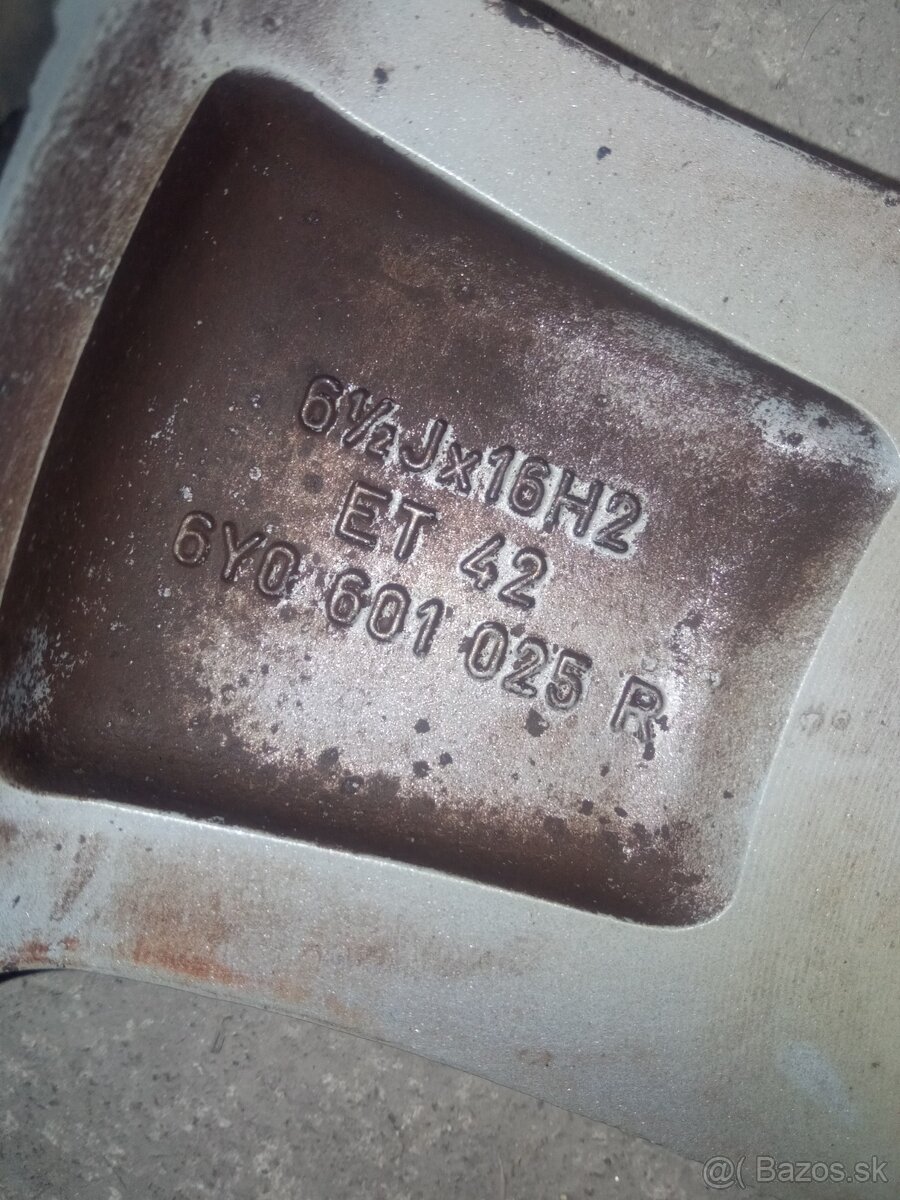 6½Jx16H2
ET 42
6Y0 601 025 R
@( Bazos.sk